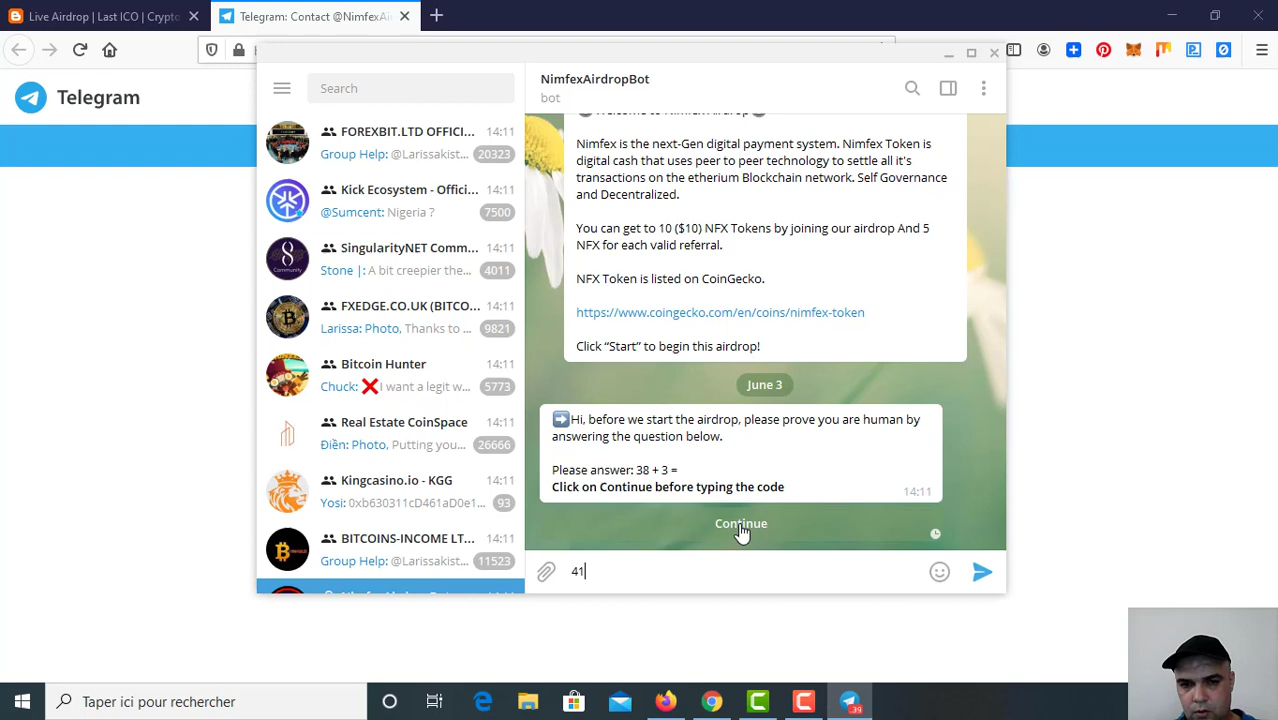 Live Airdrop | Last ICO | Crypto
Telegram: Contact @NimfexAi
Telegram
Search
NimfexAirdropBot
bot
FOREXBIT.LTD OFFICI... 14:11
Group Help: @Larissakist... 20323
Kick Ecosystem - Offici... 14:11
@Sumcent: Nigeria ? 7500
SingularityNET Comm... 14:11
Stone |: A bit creepier the... 4011
FXEDGE.CO.UK (BITCO... 14:11
Larissa: Photo, Thanks to ... 9821
Bitcoin Hunter 14:11
Chuck: ❌I want a legit w... 5773
Real Estate CoinSpace 14:11
Điền: Photo, Putting you... 26666
Kingcasino.io - KGG 14:11
Yosi: 0xb630311cD461aD0e1... 93
BITCOINS-INCOME LT... 14:11
Group Help: @Larissakist... 11523
Nimfex is the next-Gen digital payment system. Nimfex Token is
digital cash that uses peer to peer technology to settle all it's
transactions on the etherium Blockchain network. Self Governance
and Decentralized.
You can get to 10 ($10) NFX Tokens by joining our airdrop And 5
NFX for each valid referral.
NFX Token is listed on CoinGecko.
https://www.coingecko.com/en/coins/nimfex-token
Click “Start” to begin this airdrop!
June 3
➡Hi, before we start the airdrop, please prove you are human by
answering the question below.
Please answer: 38 + 3 =
Click on Continue before typing the code
14:11
Continue
41
Taper ici pour rechercher
39